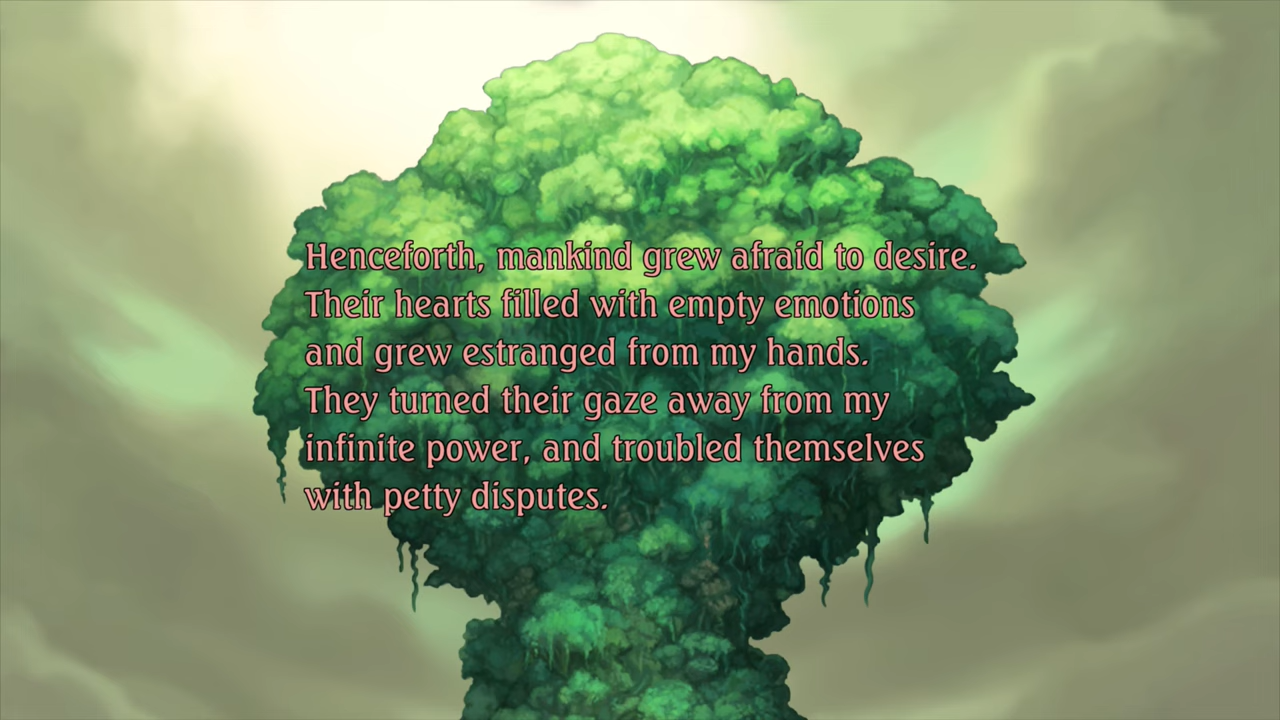 Henceforth, mankind grew afraid to desire.
Their hearts filled with empty emotions
and grew estranged from my hands.
They turned their gaze away from my
infinite power, and troubled themselves
with petty disputes.